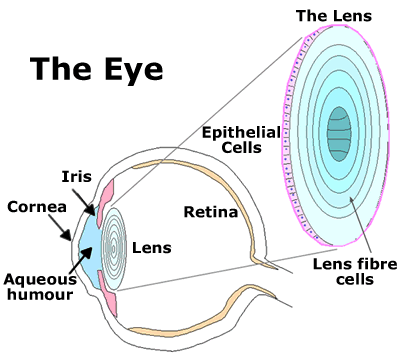 The Lens
The Eye
Epithelial
Cells
Iris
Cornea
Retina
Lens
Aqueous
humour
Lens fibre
cells